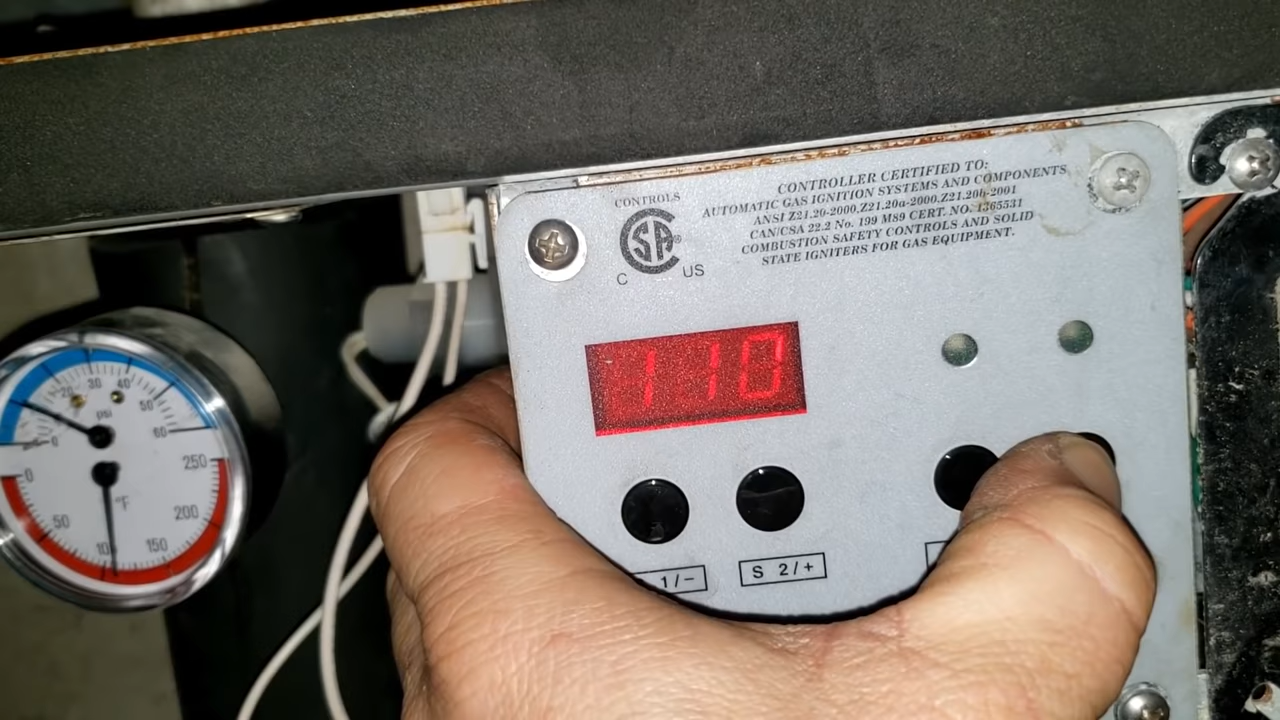 CONTROLS
CSA®
C US
CONTROLLER CERTIFIED TO:
AUTOMATIC GAS IGNITION SYSTEMS AND COMPONENTS
ANSI Z21.20-2000,Z21.20a-2000,Z21.20b-2001
CAN/CSA 22.2 No. 199 M89 CERT. NO. 1365531
COMBUSTION SAFETY CONTROLS AND SOLID
STATE IGNITERS FOR GAS EQUIPMENT.
110
1/-
S 2/+
0 20 30 40 50 60
psi
0 50 100 150 200 250
°F